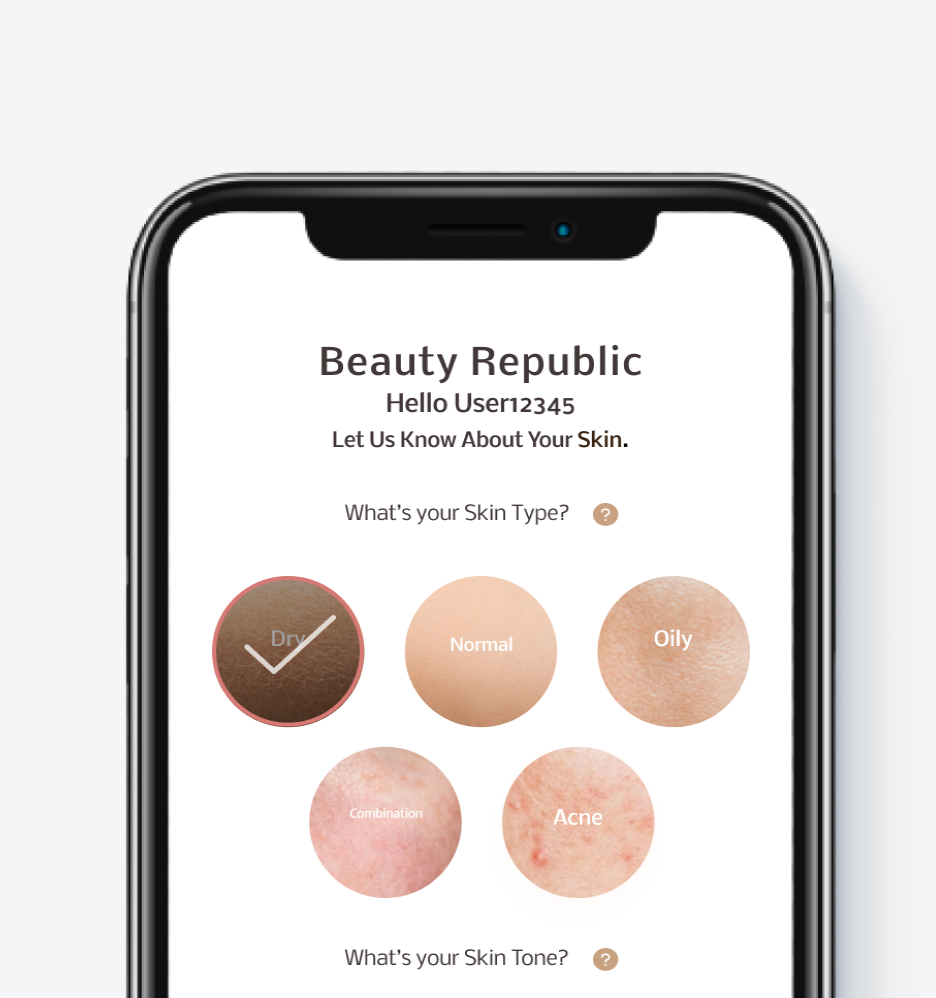 Beauty Republic
Hello User12345
Let Us Know About Your Skin.
What's your Skin Type? ?
Dry
Normal
Oily
Combination
Acne
What's your Skin Tone? ?